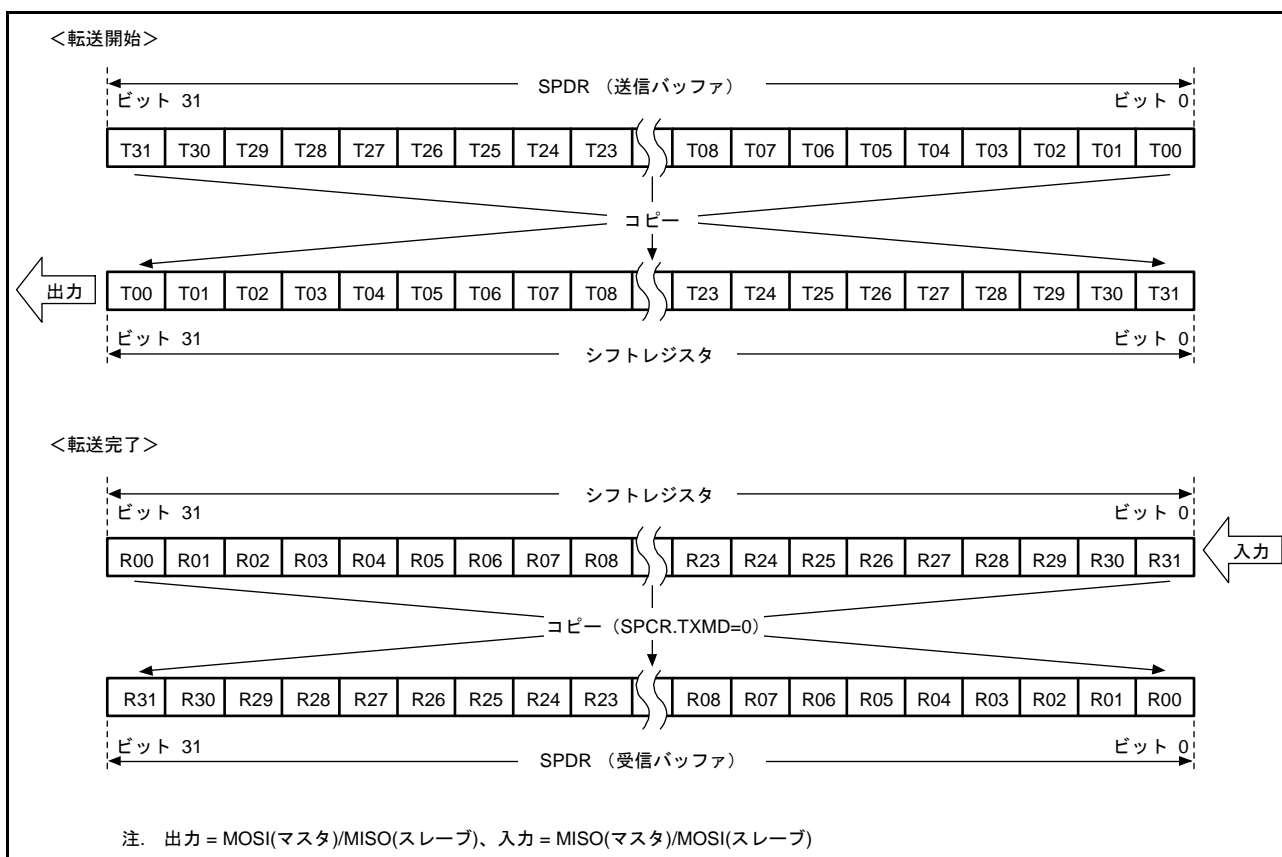 ＜転送開始＞
SPDR （送信バッファ）
ビット 31 ビット 0
T31 T30 T29 T28 T27 T26 T25 T24 T23 T08 T07 T06 T05 T04 T03 T02 T01 T00
コピー
出力 T00 T01 T02 T03 T04 T05 T06 T07 T08 T23 T24 T25 T26 T27 T28 T29 T30 T31
ビット 31 ビット 0
シフトレジスタ
＜転送完了＞
シフトレジスタ
ビット 31 ビット 0
R00 R01 R02 R03 R04 R05 R06 R07 R08 R23 R24 R25 R26 R27 R28 R29 R30 R31 入力
コピー（SPCR.TXMD=0）
R31 R30 R29 R28 R27 R26 R25 R24 R23 R08 R07 R06 R05 R04 R03 R02 R01 R00
ビット 31 ビット 0
SPDR （受信バッファ）
注. 出力 = MOSI(マスタ)/MISO(スレーブ)、入力 = MISO(マスタ)/MOSI(スレーブ)